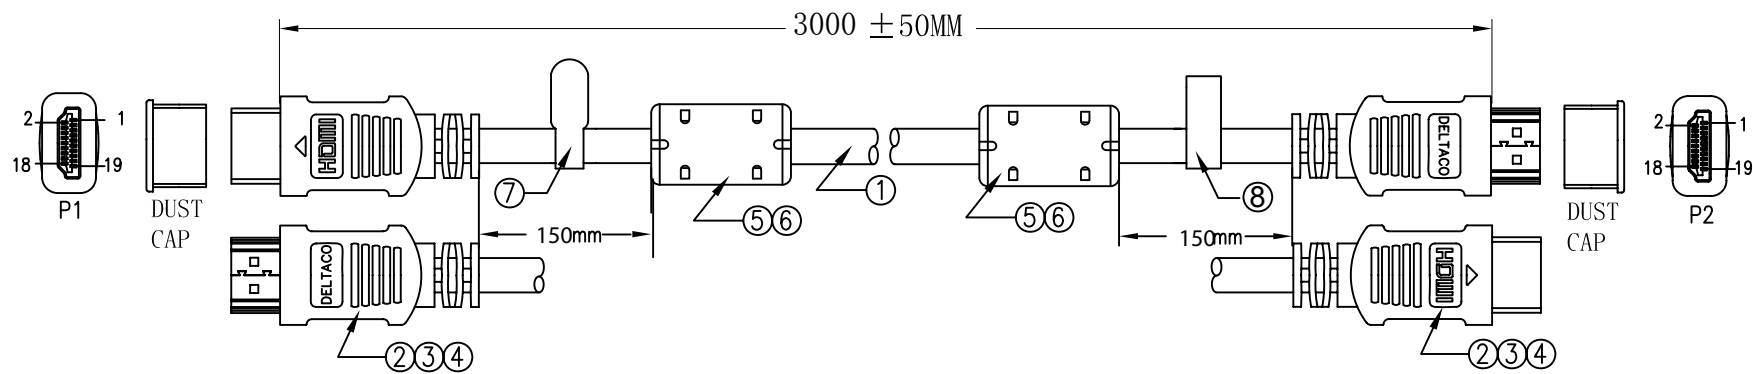 3000 ±50MM
2 1
18 19
P1
DUST
CAP
HDMI
⑦
⑤⑥
①
⑤⑥
⑧
DELTACO
DUST
CAP
2 1
18 19
P2
150mm
150mm
DELTACO
②③④
HDMI
②③④